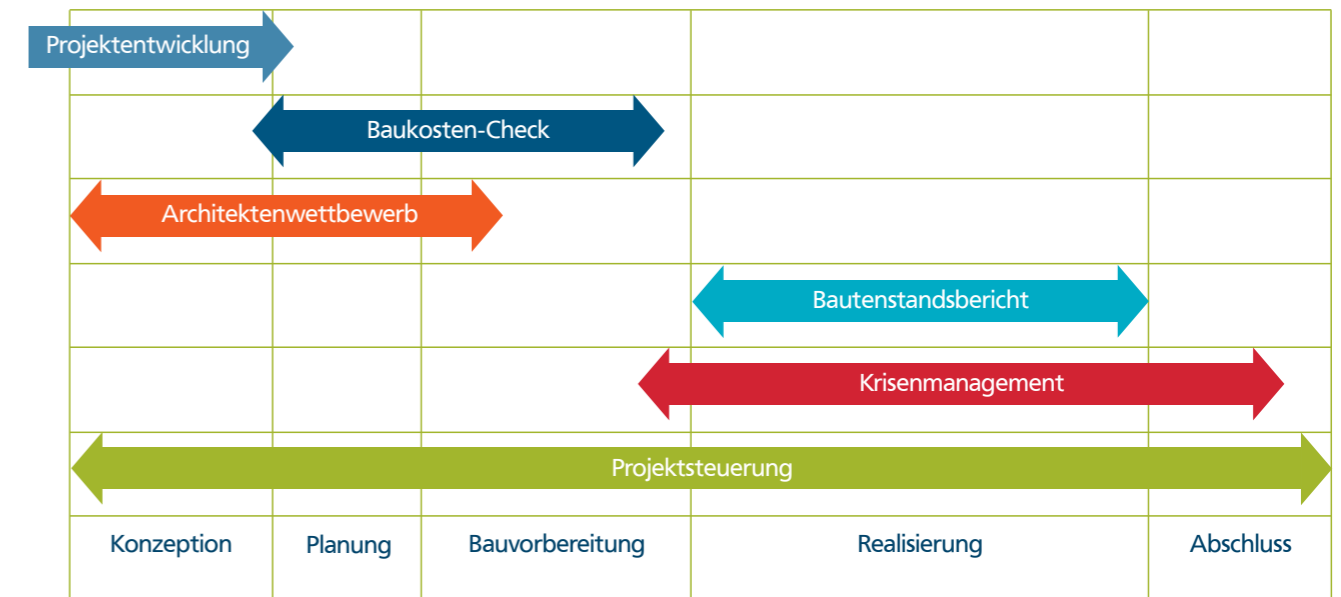 Projektentwicklung
Baukosten-Check
Architektenwettbewerb
Bautenstandsbericht
Krisenmanagement
Projektsteuerung
Konzeption
Planung
Bauvorbereitung
Realisierung
Abschluss